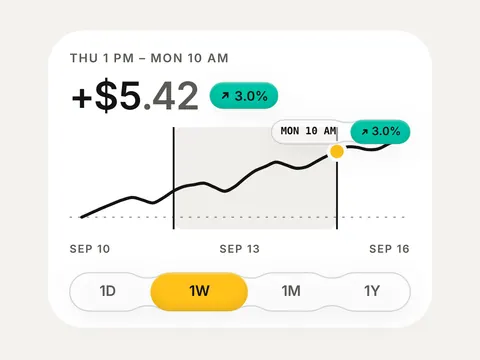 THU 1 PM – MON 10 AM
+$5.42 ↗ 3.0%
MON 10 AM ↗ 3.0%
SEP 10 SEP 13 SEP 16
1D 1W 1M 1Y